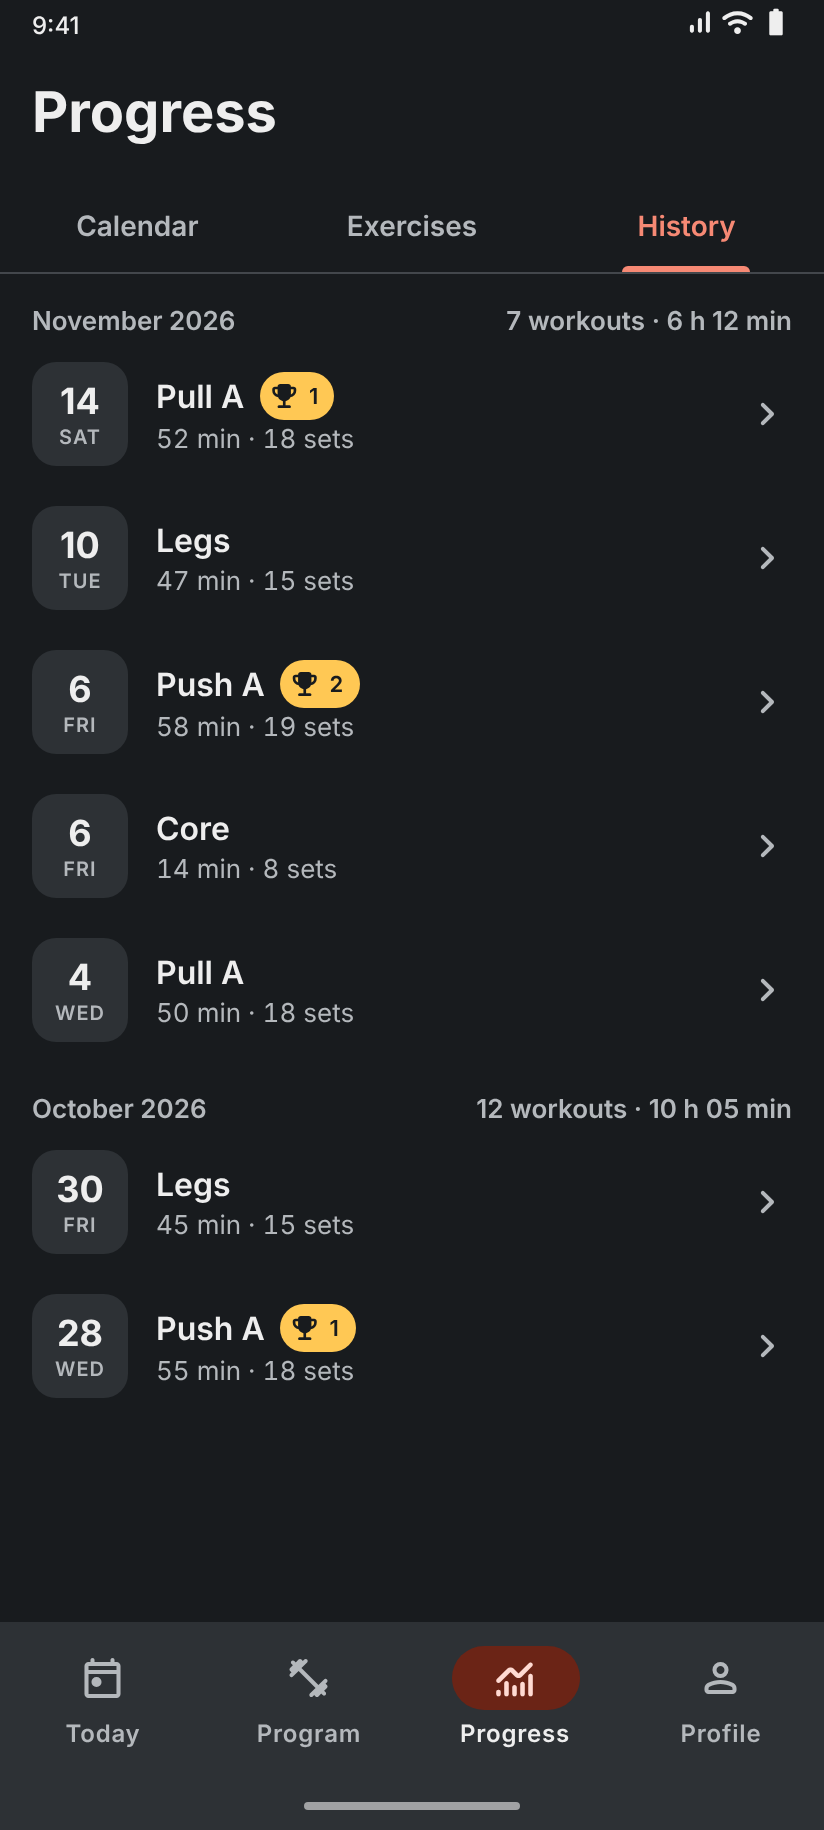 9:41
Progress
Calendar Exercises History
November 2026 7 workouts · 6 h 12 min
14 SAT
Pull A 1
52 min · 18 sets
10 TUE
Legs
47 min · 15 sets
6 FRI
Push A 2
58 min · 19 sets
6 FRI
Core
14 min · 8 sets
4 WED
Pull A
50 min · 18 sets
October 2026 12 workouts · 10 h 05 min
30 FRI
Legs
45 min · 15 sets
28 WED
Push A 1
55 min · 18 sets
Today Program Progress Profile